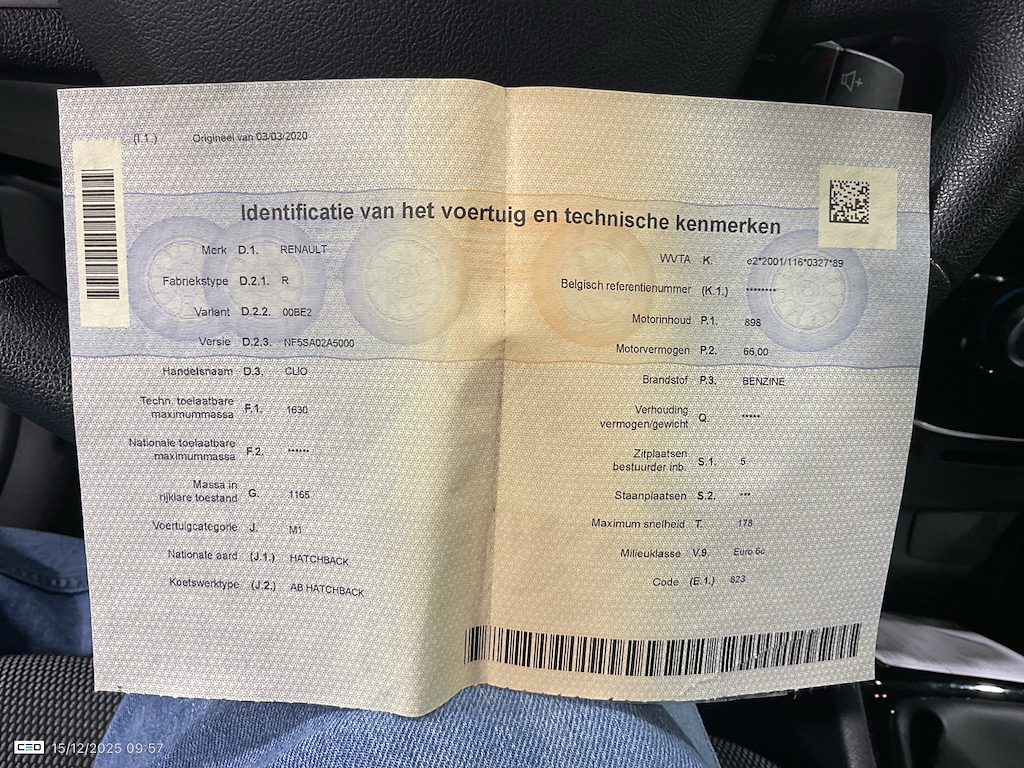 (I.1.) Origineel van 03/03/2020
Identificatie van het voertuig en technische kenmerken
Merk D.1. RENAULT
Fabriekstype D.2.1. R
Variant D.2.2. 00BE2
Versie D.2.3. NF5SA02A5000
Handelsnaam D.3. CLIO
Techn. toelaatbare
maximummassa F.1. 1630
Nationale toelaatbare
maximummassa F.2. ******
Massa in
rijklare toestand G. 1165
Voertuigcategorie J. M1
Nationale aard (J.1.) HATCHBACK
Koetswerktype (J.2.) AB HATCHBACK
WVTA K. e2*2001/116*0327*89
Belgisch referentienummer (K.1.) ********
Motorinhoud P.1. 898
Motorvermogen P.2. 66,00
Brandstof P.3. BENZINE
Verhouding
vermogen/gewicht Q. *****
Zitplaatsen
bestuurder inb. S.1. 5
Staanplaatsen S.2. ***
Maximum snelheid T. 178
Milieuklasse V.9. Euro 6c
Code (E.1.) 823
CEO 15/12/2025 09:57